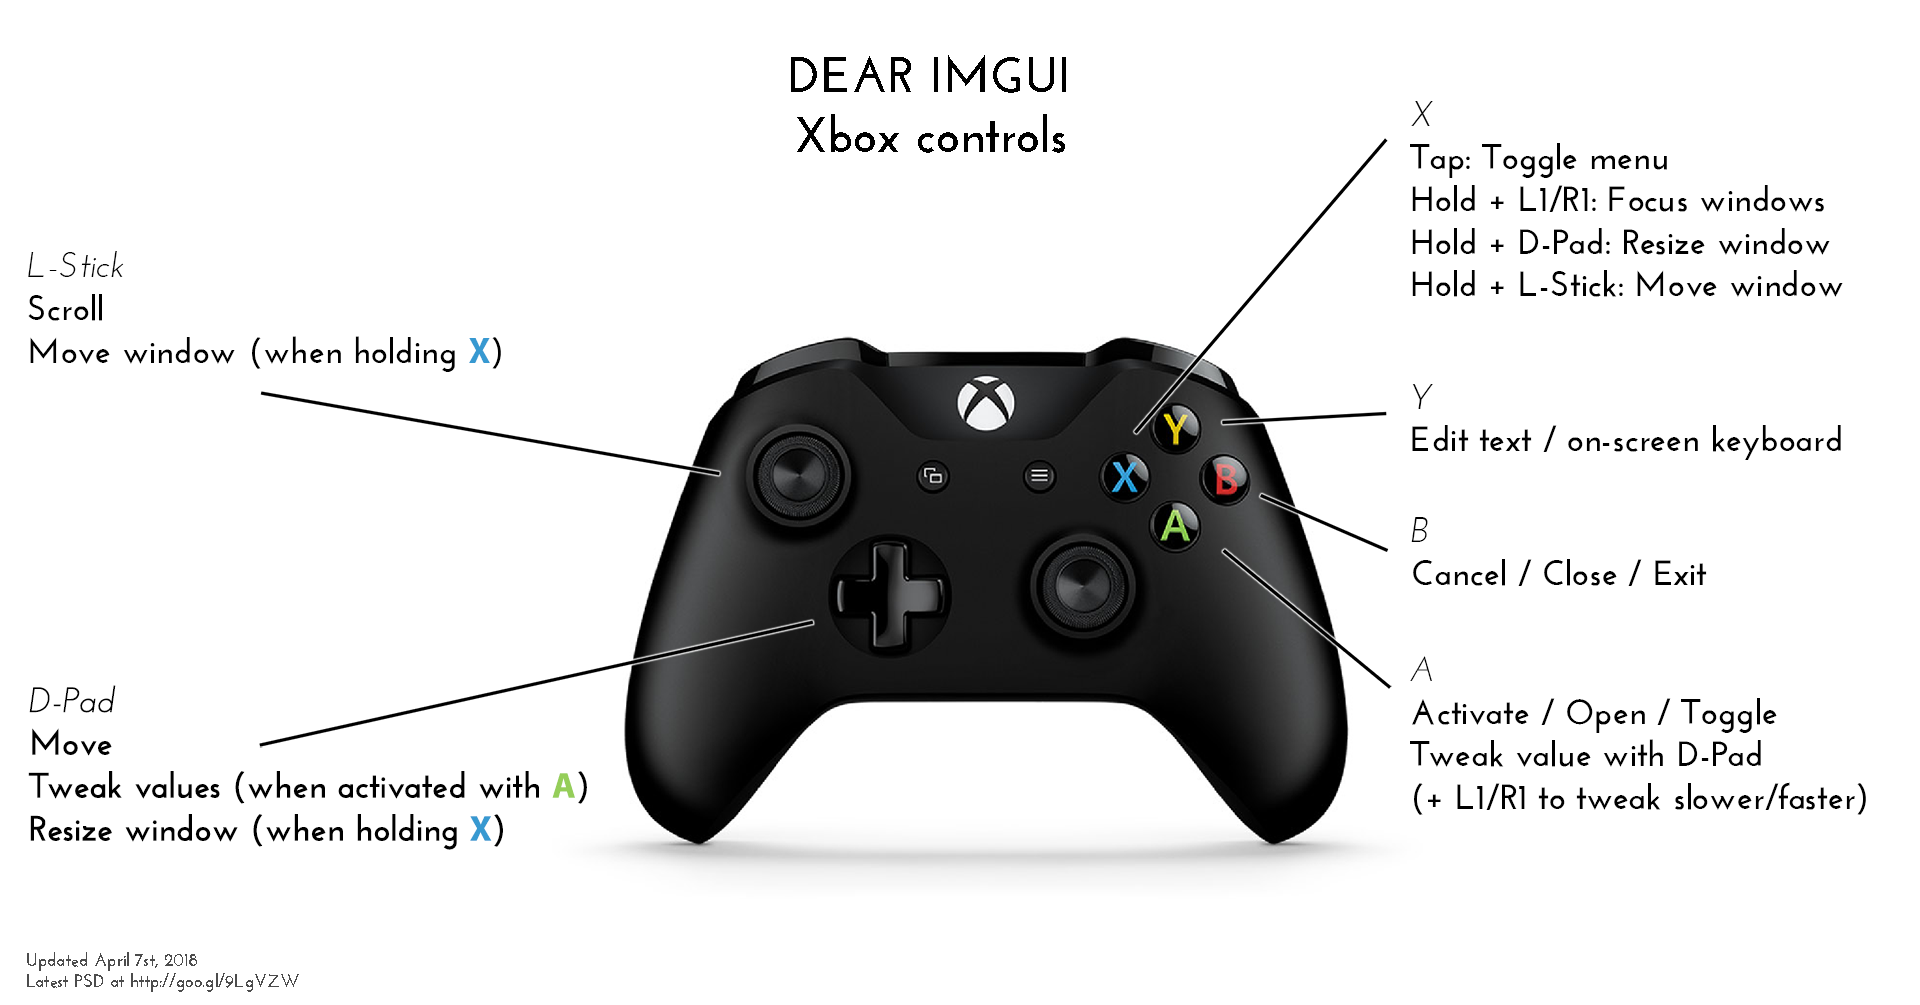 DEAR IMGUI
Xbox controls
L-Stick
Scroll
Move window (when holding X)
D-Pad
Move
Tweak values (when activated with A)
Resize window (when holding X)
X
Tap: Toggle menu
Hold + L1/R1: Focus windows
Hold + D-Pad: Resize window
Hold + L-Stick: Move window
Y
Edit text / on-screen keyboard
B
Cancel / Close / Exit
A
Activate / Open / Toggle
Tweak value with D-Pad
(+ L1/R1 to tweak slower/faster)
Y
X
B
A
Updated April 7st, 2018
Latest PSD at http://goo.gl/9LgVZW